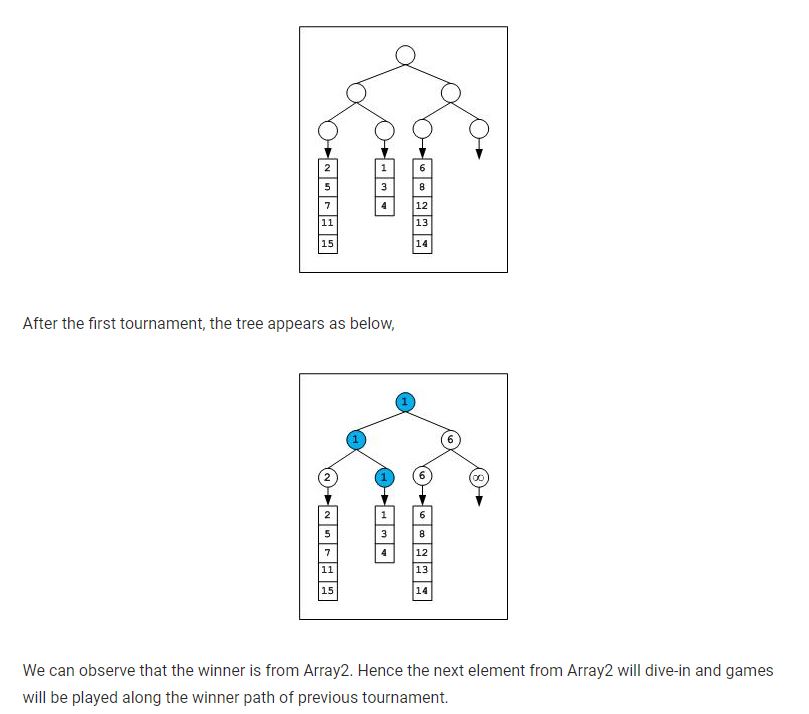 2 1 6
5 3 8
7 4 12
11 13
15 14
After the first tournament, the tree appears as below,
1
1 6
2 1 6 ∞
2 1 6
5 3 8
7 4 12
11 13
15 14
We can observe that the winner is from Array2. Hence the next element from Array2 will dive-in and games
will be played along the winner path of previous tournament.